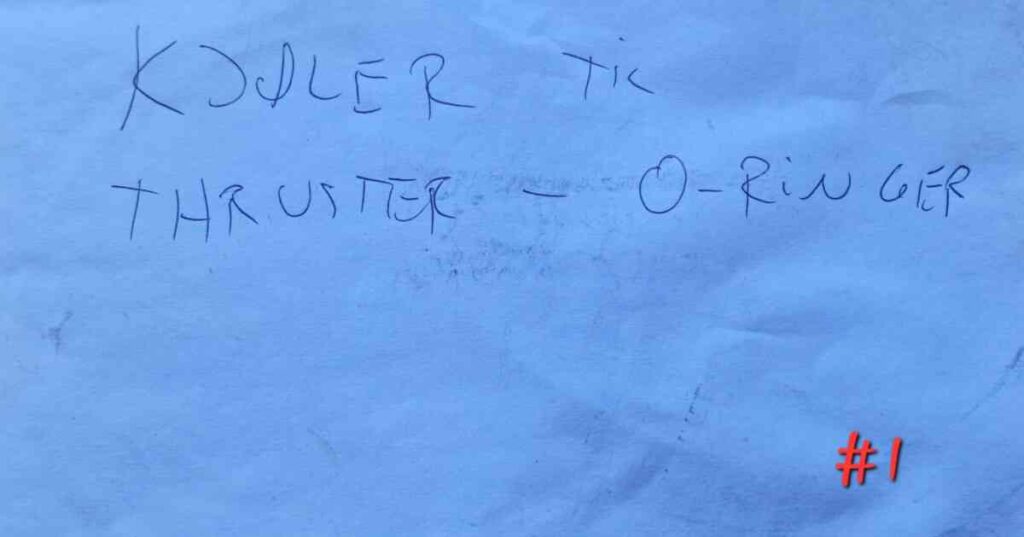 KJØLER TiL
THRUSTER - O-RiNGER
#1